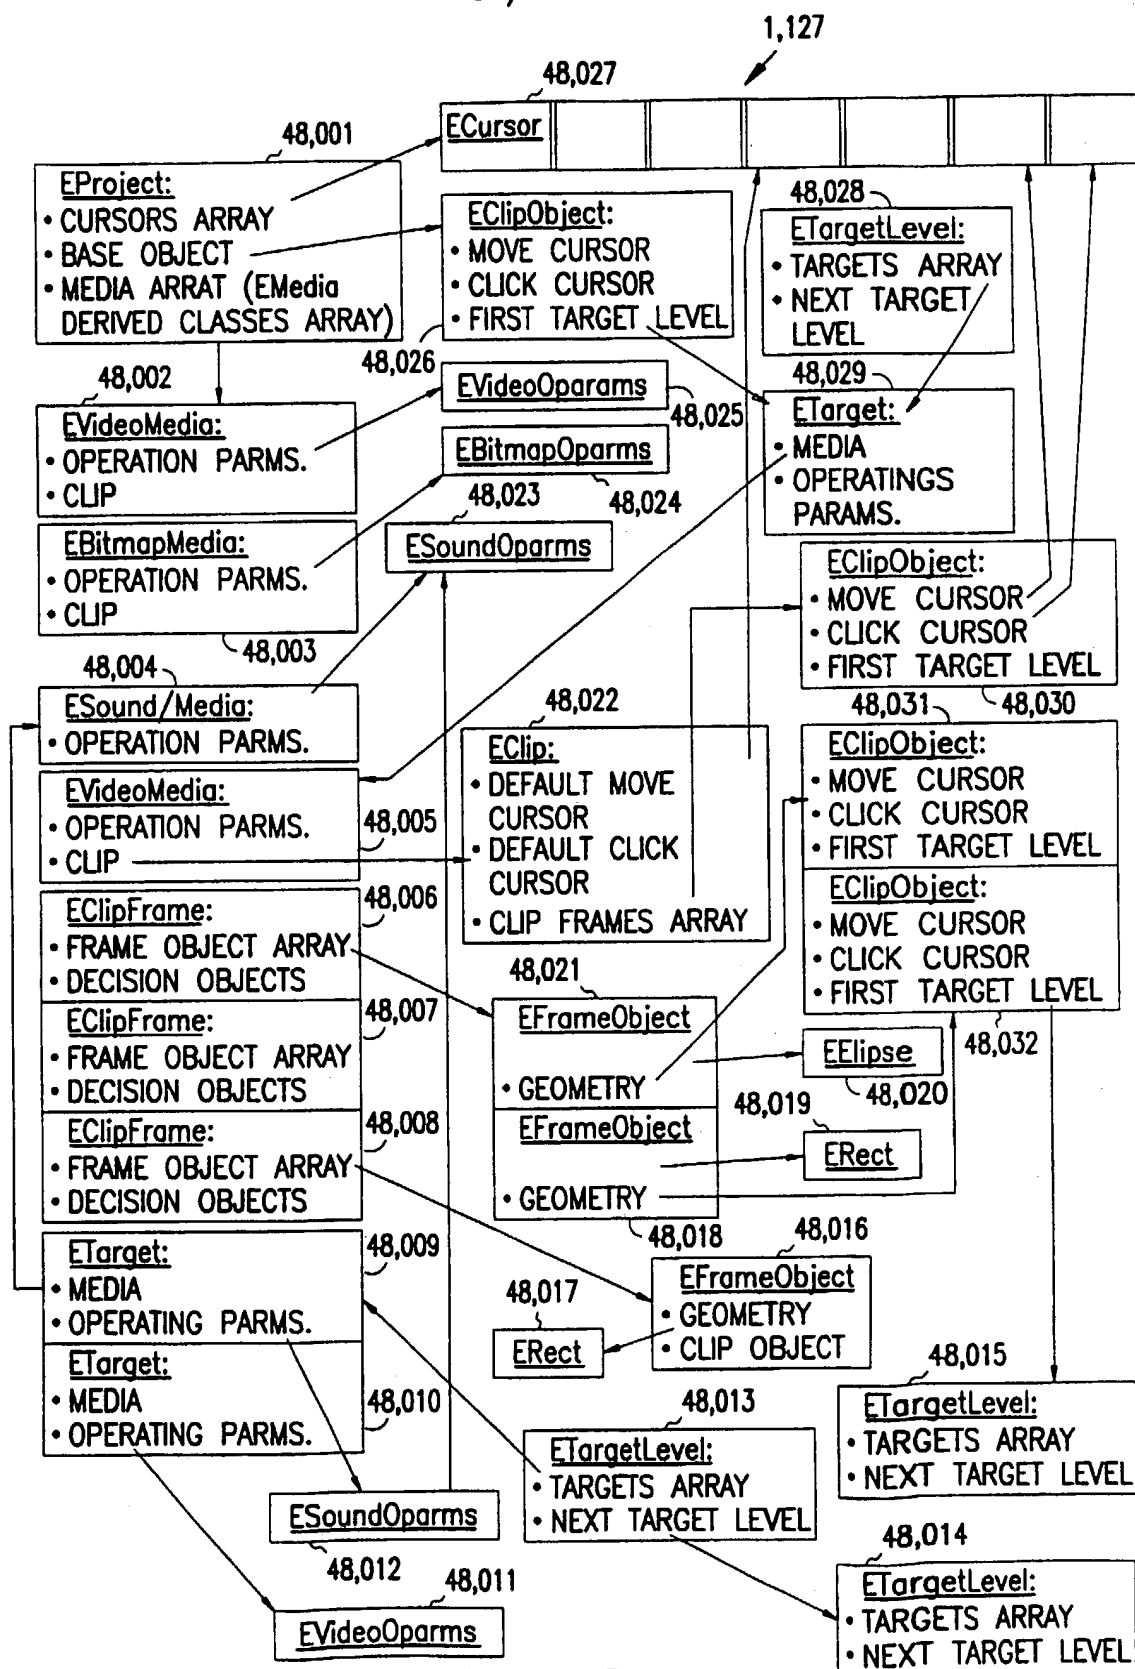 1,127
48,027
ECursor
48,001
EProject:
• CURSORS ARRAY
• BASE OBJECT
• MEDIA ARRAT (EMedia
DERIVED CLASSES ARRAY)
EClipObject:
• MOVE CURSOR
• CLICK CURSOR
• FIRST TARGET LEVEL
48,026
48,028
ETargetLevel:
• TARGETS ARRAY
• NEXT TARGET
LEVEL
48,002
EVideoMedia:
• OPERATION PARMS.
• CLIP
EVideoOparams
48,025
48,029
ETarget:
• MEDIA
• OPERATINGS
PARAMS.
EBitmapOparms
48,024
48,023
ESoundOparms
EBitmapMedia:
• OPERATION PARMS.
• CLIP
48,003
EClipObject:
• MOVE CURSOR
• CLICK CURSOR
• FIRST TARGET LEVEL
48,030
48,004
ESound/Media:
• OPERATION PARMS.
48,022
EClip:
• DEFAULT MOVE
CURSOR
• DEFAULT CLICK
CURSOR
• CLIP FRAMES ARRAY
48,031
EClipObject:
• MOVE CURSOR
• CLICK CURSOR
• FIRST TARGET LEVEL
EVideoMedia:
• OPERATION PARMS.
• CLIP
48,005
EClipObject:
• MOVE CURSOR
• CLICK CURSOR
• FIRST TARGET LEVEL
48,032
EClipFrame:
• FRAME OBJECT ARRAY
• DECISION OBJECTS
48,006
EClipFrame:
• FRAME OBJECT ARRAY
• DECISION OBJECTS
48,007
48,021
EFrameObject
• GEOMETRY
EElipse
48,020
EClipFrame:
• FRAME OBJECT ARRAY
• DECISION OBJECTS
48,008
EFrameObject
• GEOMETRY
48,018
48,019
ERect
ETarget:
• MEDIA
• OPERATING PARMS.
48,009
48,016
EFrameObject
• GEOMETRY
• CLIP OBJECT
48,017
ERect
ETarget:
• MEDIA
• OPERATING PARMS.
48,010
48,013
ETargetLevel:
• TARGETS ARRAY
• NEXT TARGET LEVEL
48,015
ETargetLevel:
• TARGETS ARRAY
• NEXT TARGET LEVEL
ESoundOparms
48,012
48,011
EVideoOparms
48,014
ETargetLevel:
• TARGETS ARRAY
• NEXT TARGET LEVEL